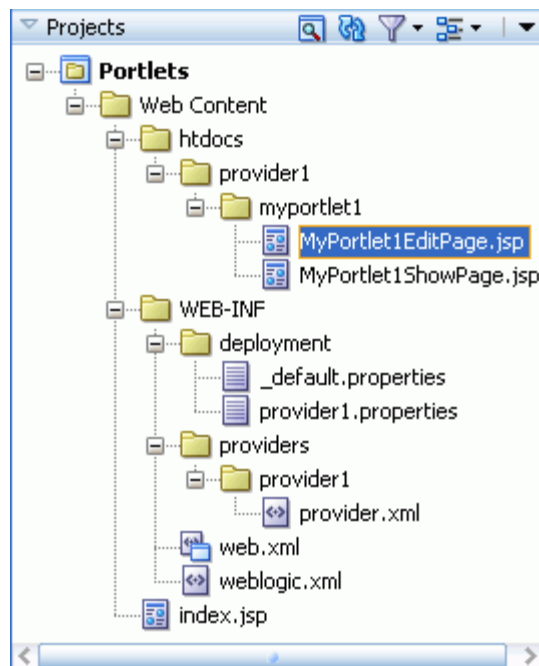 Projects
Portlets
Web Content
htdocs
provider1
myportlet1
MyPortlet1EditPage.jsp
MyPortlet1ShowPage.jsp
WEB-INF
deployment
_default.properties
provider1.properties
providers
provider1
provider.xml
web.xml
weblogic.xml
index.jsp